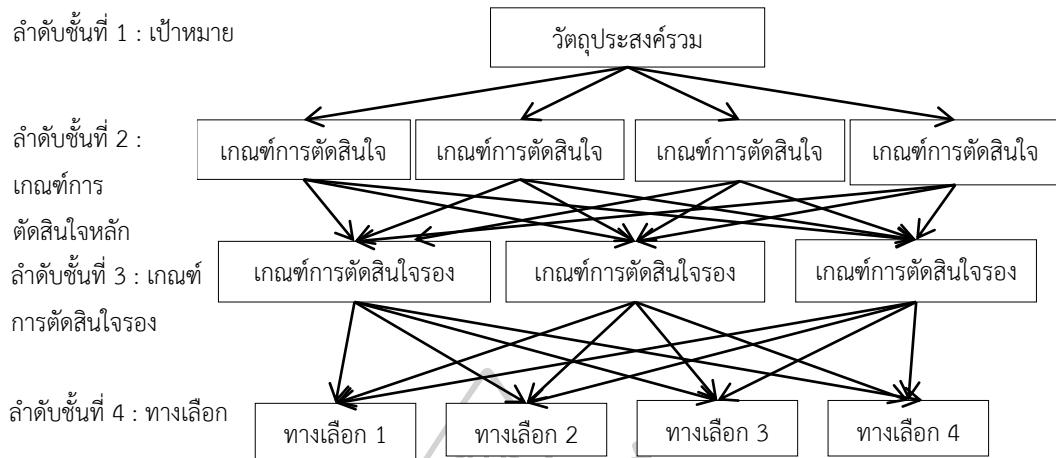 ลำดับชั้นที่ 1 : เป้าหมาย
วัตถุประสงค์รวม
ลำดับชั้นที่ 2 :
เกณฑ์การ
ตัดสินใจหลัก
เกณฑ์การตัดสินใจ
เกณฑ์การตัดสินใจ
เกณฑ์การตัดสินใจ
เกณฑ์การตัดสินใจ
ลำดับชั้นที่ 3 : เกณฑ์
การตัดสินใจรอง
เกณฑ์การตัดสินใจรอง
เกณฑ์การตัดสินใจรอง
เกณฑ์การตัดสินใจรอง
ลำดับชั้นที่ 4 : ทางเลือก
ทางเลือก 1
ทางเลือก 2
ทางเลือก 3
ทางเลือก 4